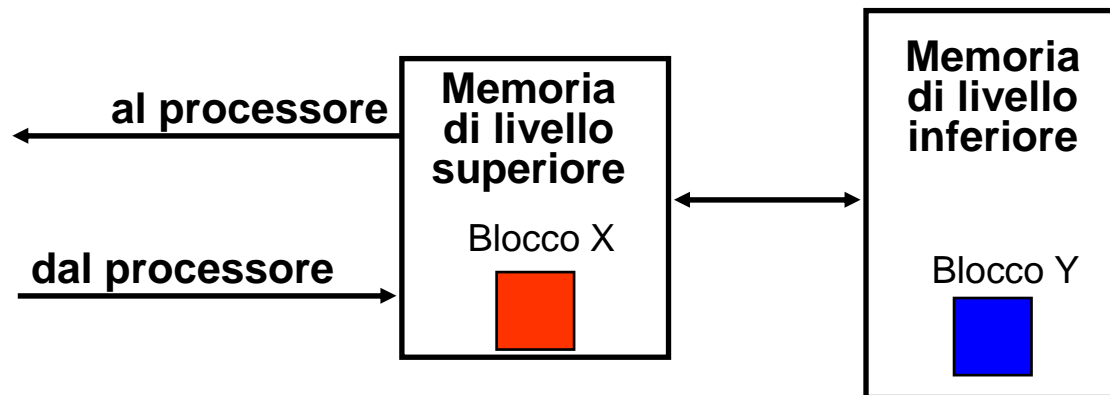 al processore
dal processore
Memoria
di livello
superiore
Blocco X
Memoria
di livello
inferiore
Blocco Y